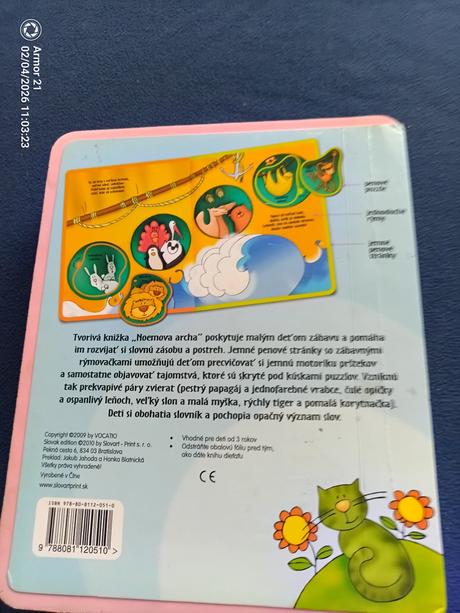 Armor 21
02/04/2026 11:03:23
penové
puzzle
jednoduché
rýmy
jemné
penové
stránky
Tvorivá knižka „Noemova archa" poskytuje malým deťom zábavu a pomáha
im rozvíjať si slovnú zásobu a postreh. Jemné penové stránky so zábavnými
rýmovačkami umožňujú deťom precvičovať si jemnú motoriku prštekov
a samostatne objavovať tajomstvá, ktoré sú skryté pod kúskami puzzlov. Vzniknú
tak prekvapivé páry zvierat (pestrý papagáj a jednofarebné vrabce, čulé opičky
a ospanlivý leňoch, veľký slon a malá myška, rýchly tiger a pomalá korytnačka).
Deti si obohatia slovník a pochopia opačný význam slov.
Copyright ©2009 by VOCATIO
Slovak edition ©2010 by Slovart - Print s. r. o.
Pekná cesta 6, 834 03 Bratislava
Preklad: Jakub Jahoda a Hanka Blatnická
Všetky práva vyhradené!
Vyrobené v Číne
www.slovartprint.sk
• Vhodné pre deti od 3 rokov
• Odstráňte obalovú fóliu pred tým,
ako dáte knihu dieťaťu
CE
ISBN 978-80-8112-051-0
9 788081 120510 >